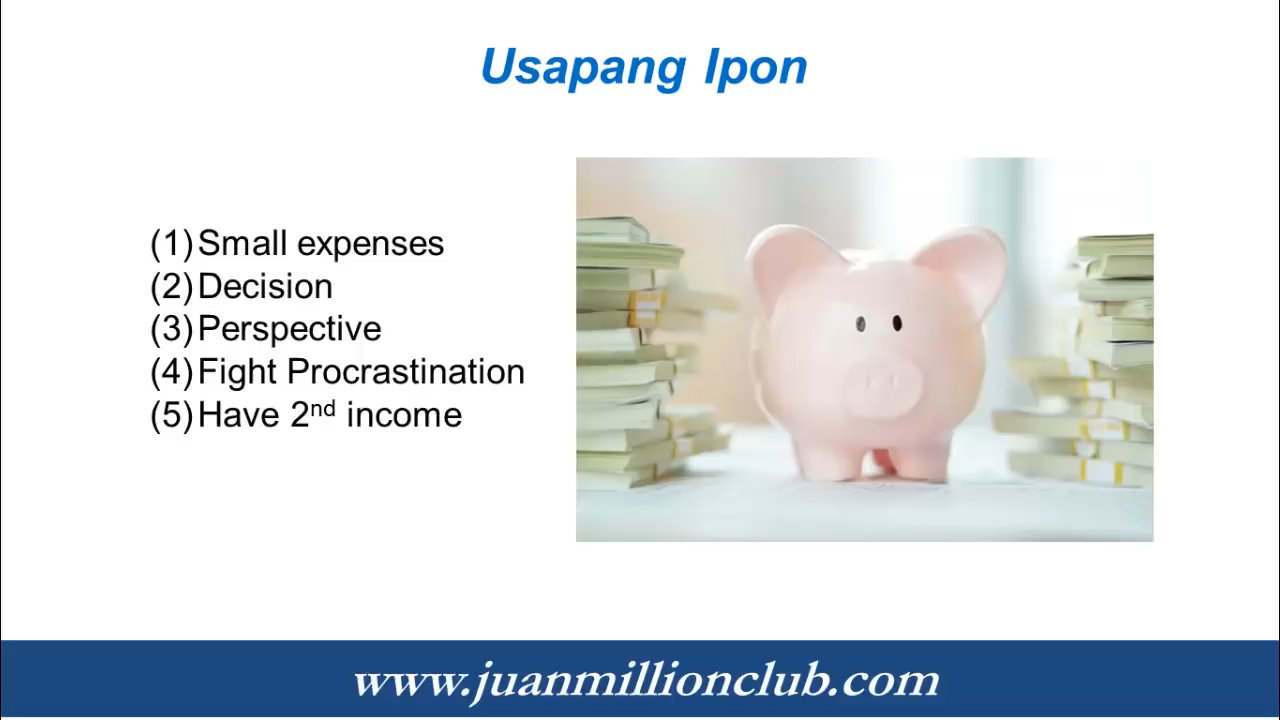 Usapang Ipon
(1) Small expenses
(2) Decision
(3) Perspective
(4) Fight Procrastination
(5) Have 2nd income
www.juanmillionclub.com